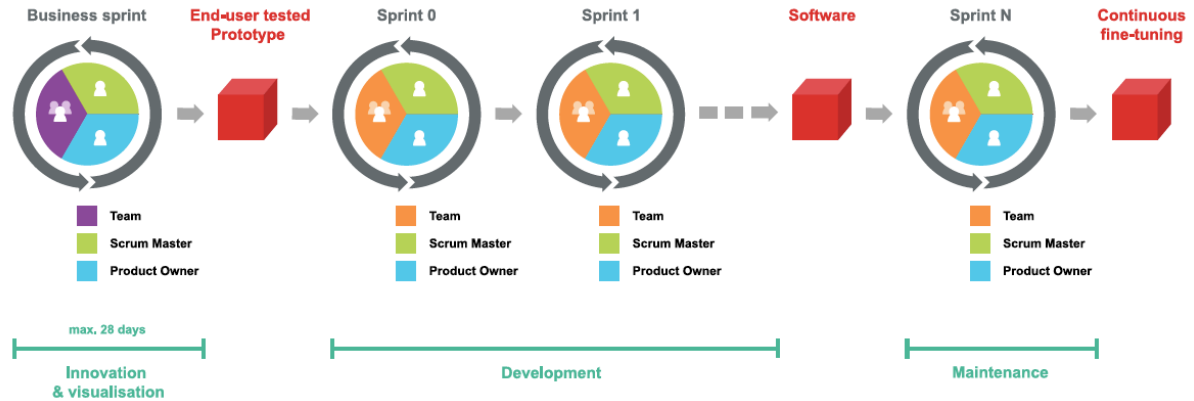 Business sprint
End-user tested
Prototype
Sprint 0
Sprint 1
Software
Sprint N
Continuous
fine-tuning
Team
Scrum Master
Product Owner
Team
Scrum Master
Product Owner
Team
Scrum Master
Product Owner
Team
Scrum Master
Product Owner
max, 28 days
Innovation
& visualisation
Development
Maintenance